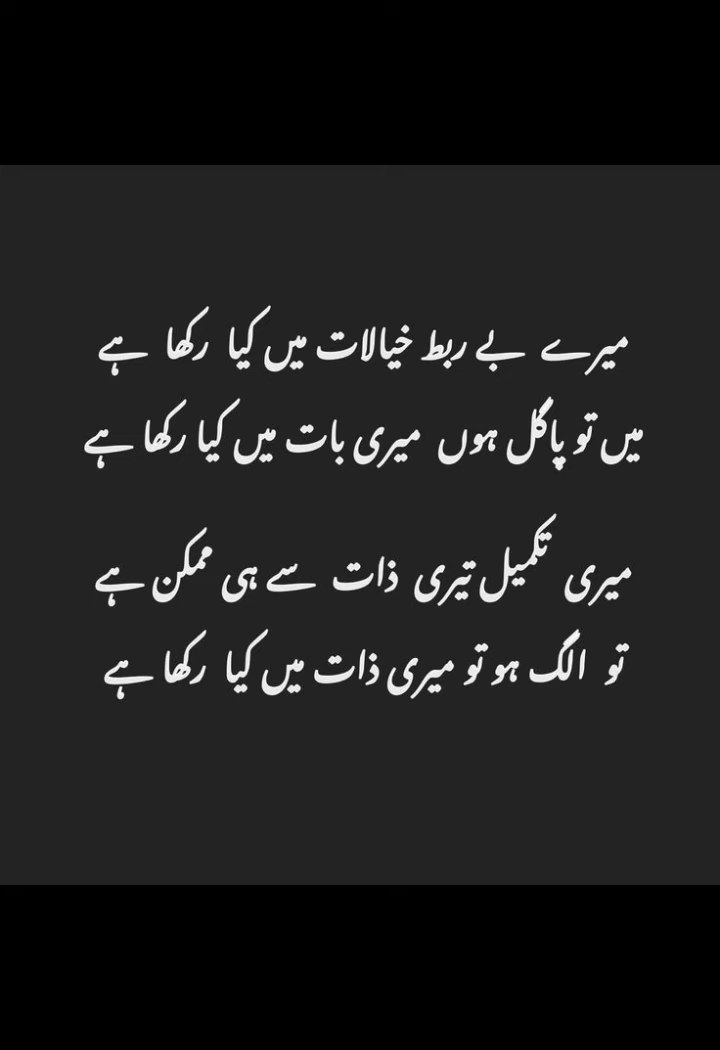 میرے بے ربط خیالات میں کیا رکھا ہے
میں تو پاگل ہوں میری بات میں کیا رکھا ہے
میری تکمیل تیری ذات سے ہی ممکن ہے
تو الگ ہو تو میری ذات میں کیا رکھا ہے